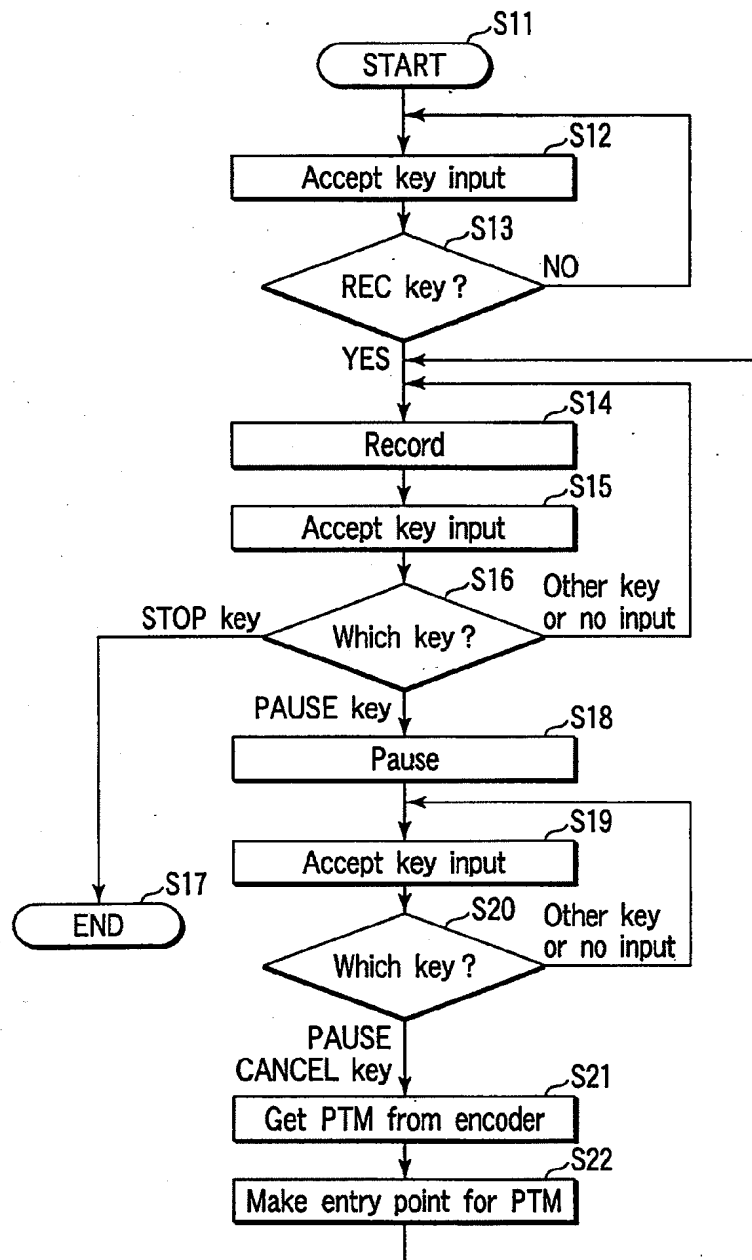 S11
START
S12
Accept key input
S13
REC key?
NO
YES
S14
Record
S15
Accept key input
S16
Other key
or no input
STOP key
Which key?
PAUSE key
S18
Pause
S19
Accept key input
S17
END
S20
Other key
or no input
Which key?
PAUSE
CANCEL key
S21
Get PTM from encoder
S22
Make entry point for PTM